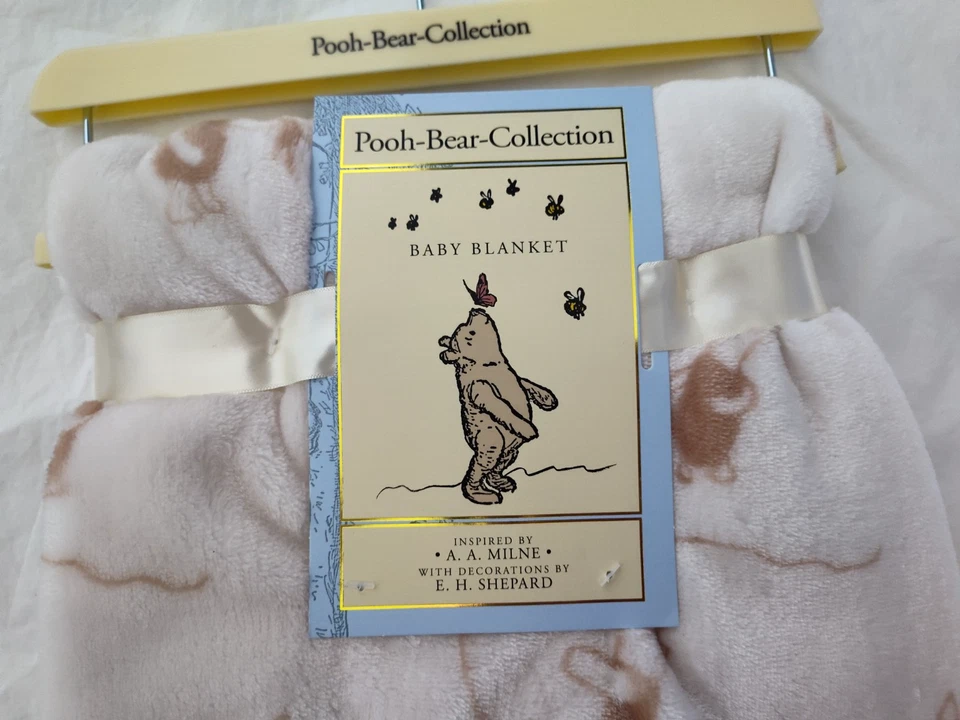 Pooh-Bear-Collection
Pooh-Bear-Collection
BABY BLANKET
INSPIRED BY
• A. A. MILNE •
WITH DECORATIONS BY
E. H. SHEPARD